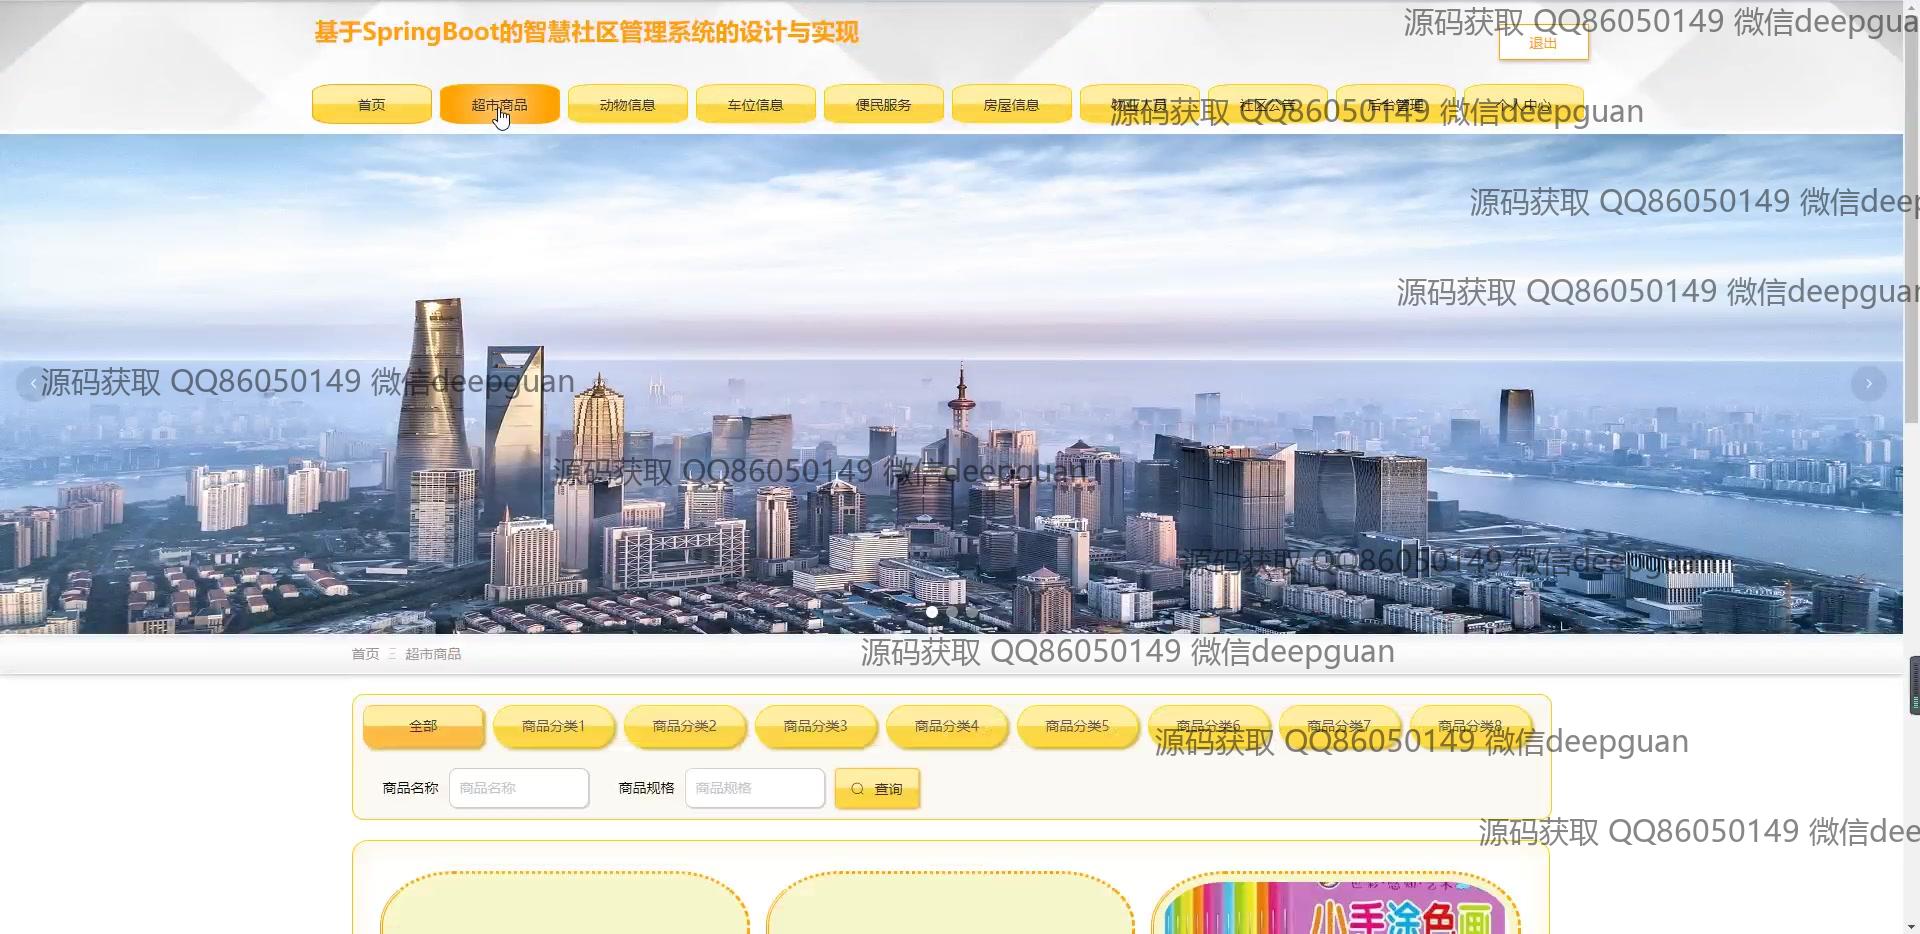 基于SpringBoot的智慧社区管理系统的设计与实现
源码获取 QQ86050149 微信deepgua
退出
首页 超市商品 动物信息 车位信息 便民服务 房屋信息 物业人员 社区公告 后台管理 个人中心
源码获取 QQ86050149 微信deepguan
源码获取 QQ86050149 微信deep
源码获取 QQ86050149 微信deepguan
源码获取 QQ86050149 微信deepguan
源码获取 QQ86050149 微信deepguan
源码获取 QQ86050149 微信deepguan
首页 超市商品
源码获取 QQ86050149 微信deepguan
全部 商品分类1 商品分类2 商品分类3 商品分类4 商品分类5 商品分类6 商品分类7 商品分类8
源码获取 QQ86050149 微信deepguan
商品名称 商品名称 商品规格 商品规格 查询
源码获取 QQ86050149 微信dee
小手涂色画